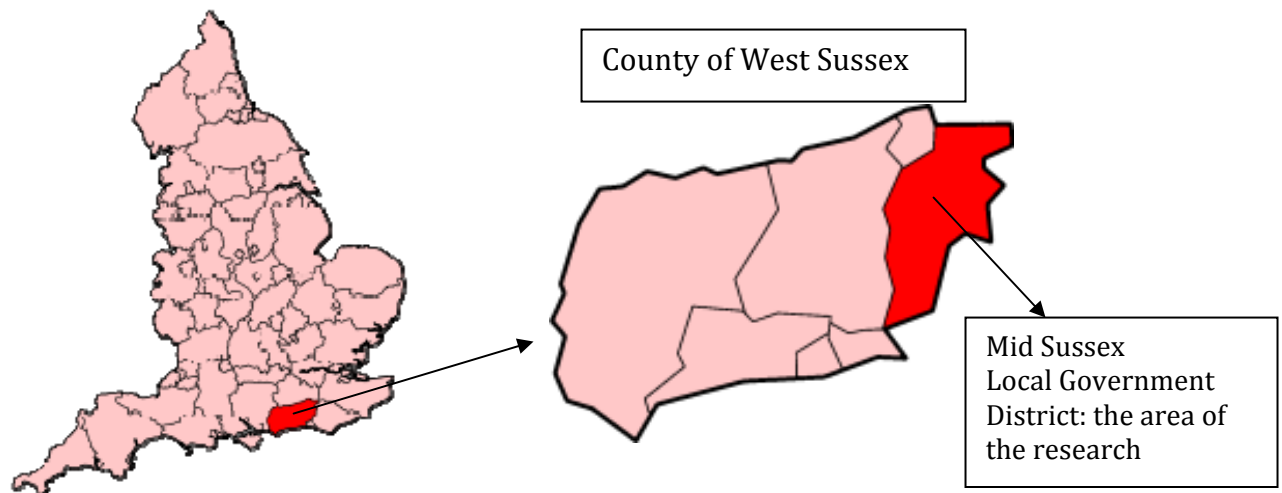 County of West Sussex
Mid Sussex
Local Government
District: the area of
the research